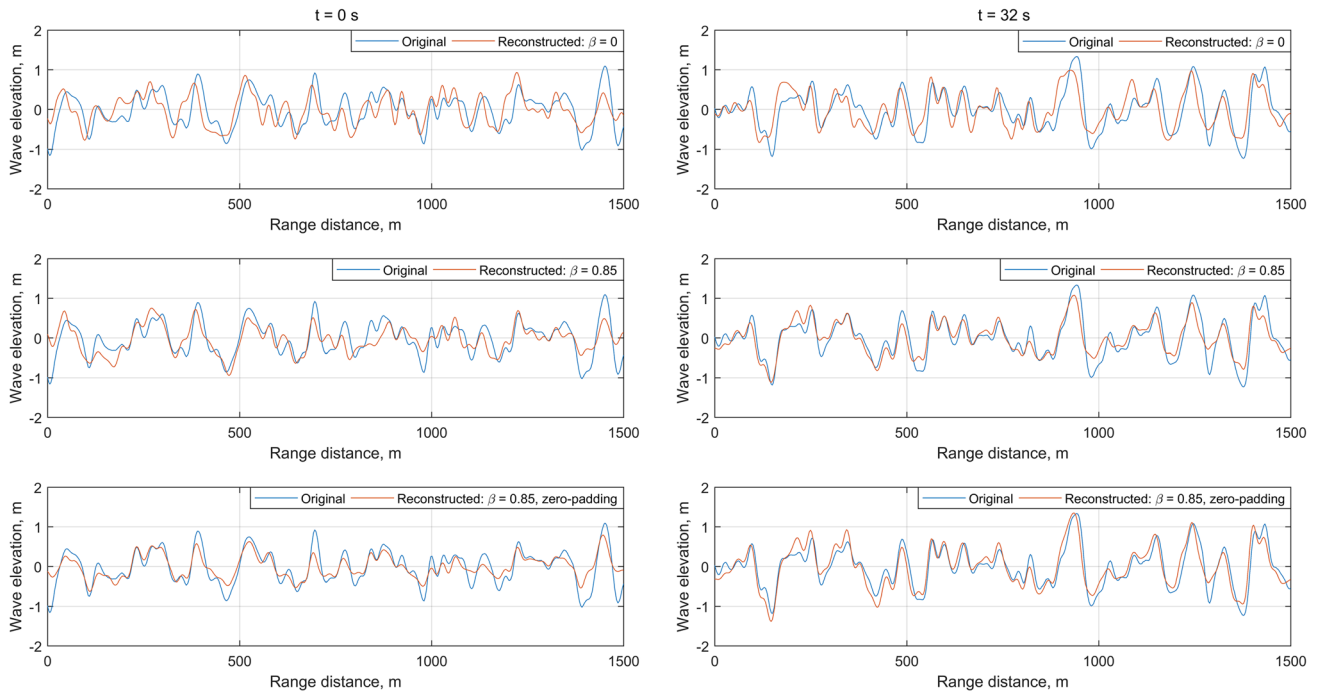 t = 0 s
t = 32 s
Original Reconstructed: β = 0
Wave elevation, m
2
1
0
-1
-2
0 500 1000 1500
Range distance, m
Original Reconstructed: β = 0
Wave elevation, m
2
1
0
-1
-2
0 500 1000 1500
Range distance, m
Original Reconstructed: β = 0.85
Wave elevation, m
2
1
0
-1
-2
0 500 1000 1500
Range distance, m
Original Reconstructed: β = 0.85
Wave elevation, m
2
1
0
-1
-2
0 500 1000 1500
Range distance, m
Original Reconstructed: β = 0.85, zero-padding
Wave elevation, m
2
1
0
-1
-2
0 500 1000 1500
Range distance, m
Original Reconstructed: β = 0.85, zero-padding
Wave elevation, m
2
1
0
-1
-2
0 500 1000 1500
Range distance, m